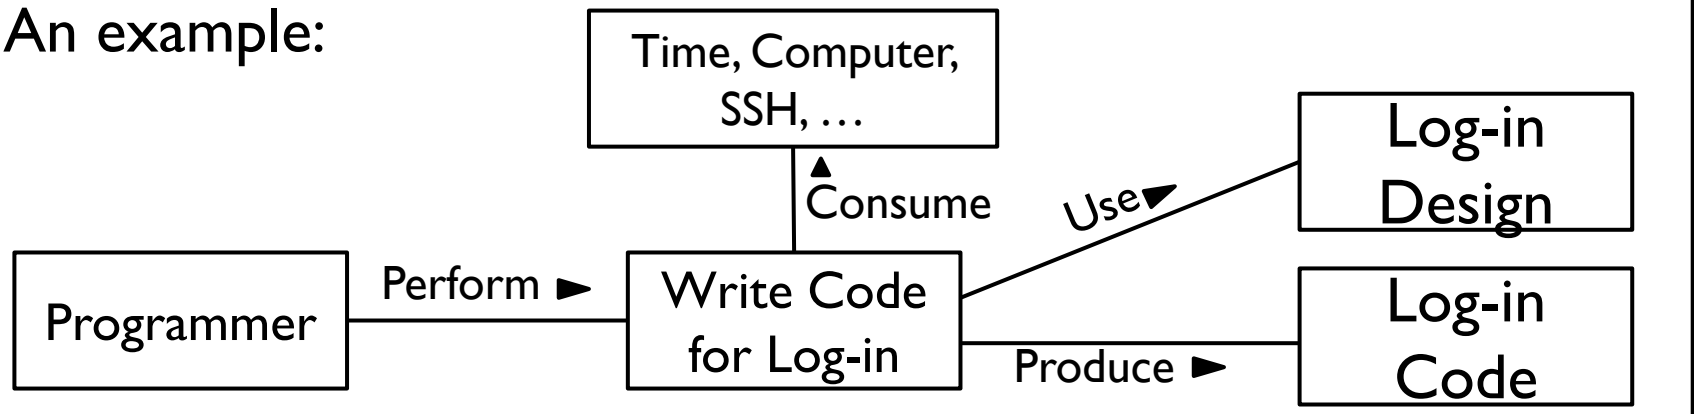 An example:
Time, Computer,
SSH, …
Consume
Use
Log-in
Design
Programmer
Perform
Write Code
for Log-in
Produce
Log-in
Code